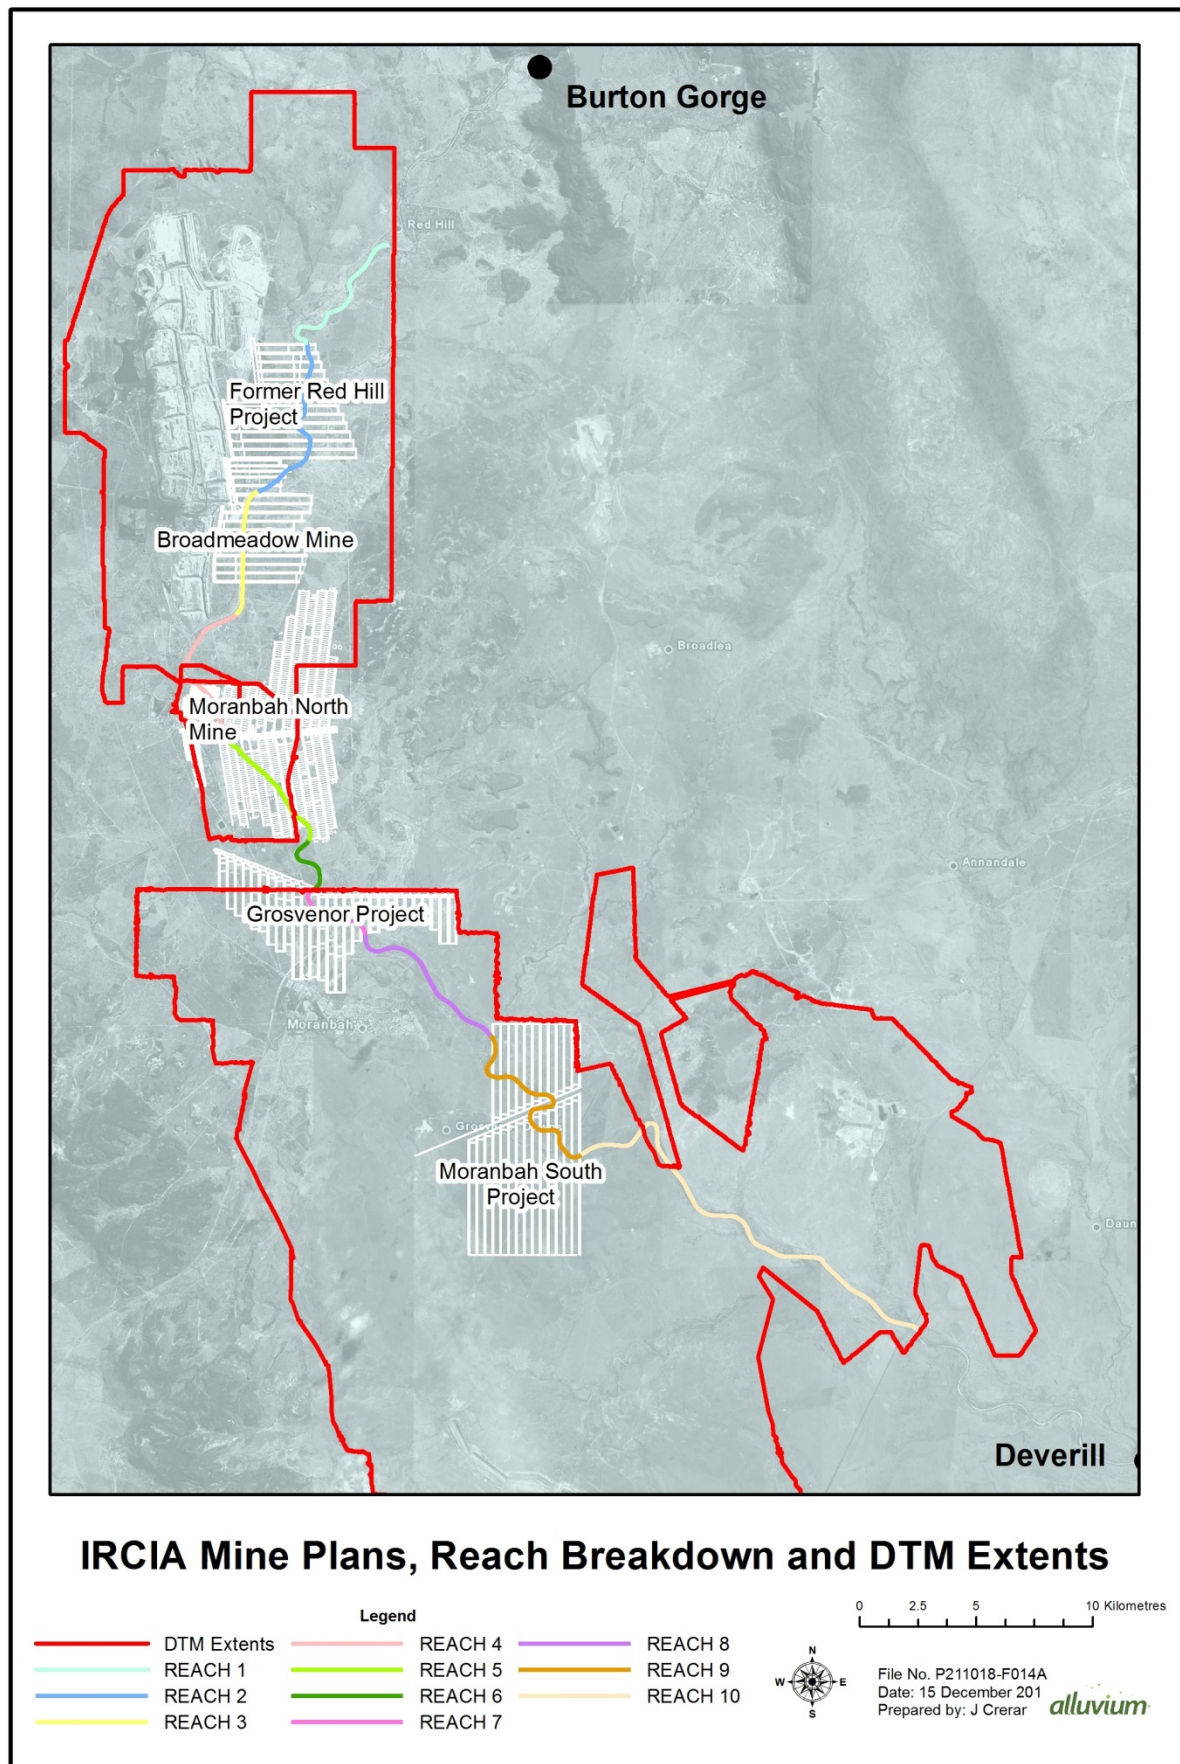 Burton Gorge
Red Hill
Former Red Hill
Project
Broadmeadow Mine
Broadlea
Moranbah North
Mine
Annandale
Grosvenor Project
Moranbah
Moranbah South
Project
Daun
Deverill
IRCIA Mine Plans, Reach Breakdown and DTM Extents
Legend
DTM Extents
REACH 1
REACH 2
REACH 3
REACH 4
REACH 5
REACH 6
REACH 7
REACH 8
REACH 9
REACH 10
0 2.5 5 10 Kilometres
N
W E
S
File No. P211018-F014A
Date: 15 December 201
Prepared by: J Crerar
alluvium